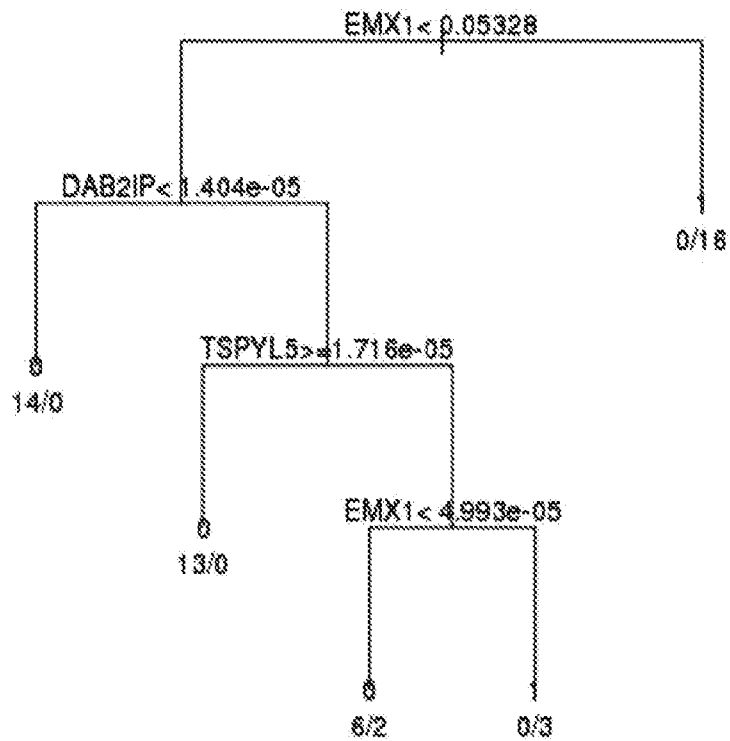 EMX1< 0.05328
DAB2IP< 1.404e-05
1
0/16
TSPYL5>=1.716e-05
0
14/0
EMX1< 4.993e-05
0
13/0
0
1
6/2
0/3